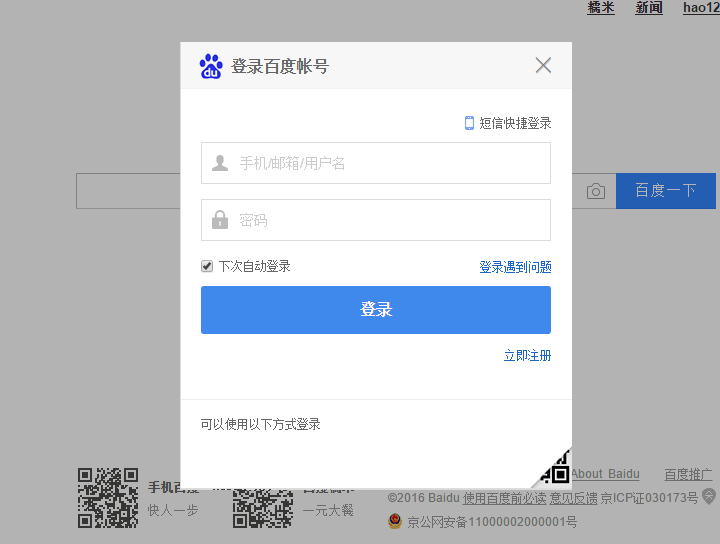 糯米 新闻 hao12
du 登录百度帐号
短信快捷登录
手机/邮箱/用户名
百度一下
密码
下次自动登录 登录遇到问题
登录
立即注册
可以使用以下方式登录
About Baidu 百度推广
手机百度
快人一步
一元大餐
©2016 Baidu 使用百度前必读 意见反馈 京ICP证030173号
京公网安备11000002000001号